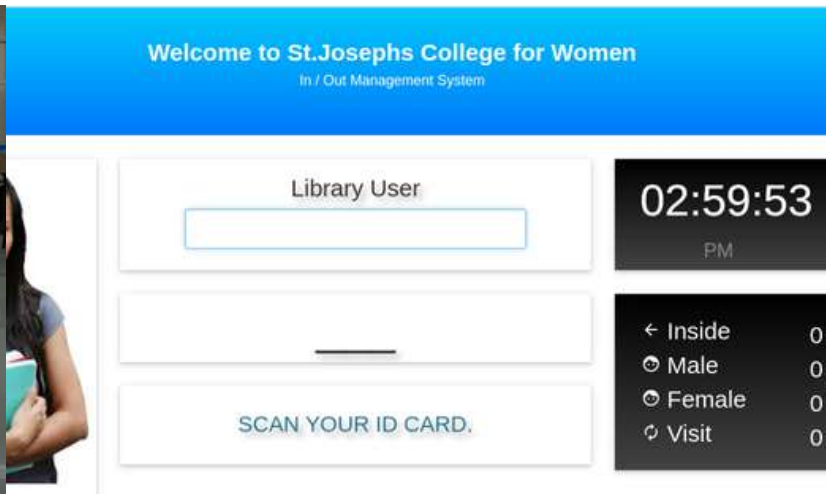 Welcome to St.Josephs College for Women
In / Out Management System
Library User
02:59:53
PM
SCAN YOUR ID CARD.
Inside 0
Male 0
Female 0
Visit 0